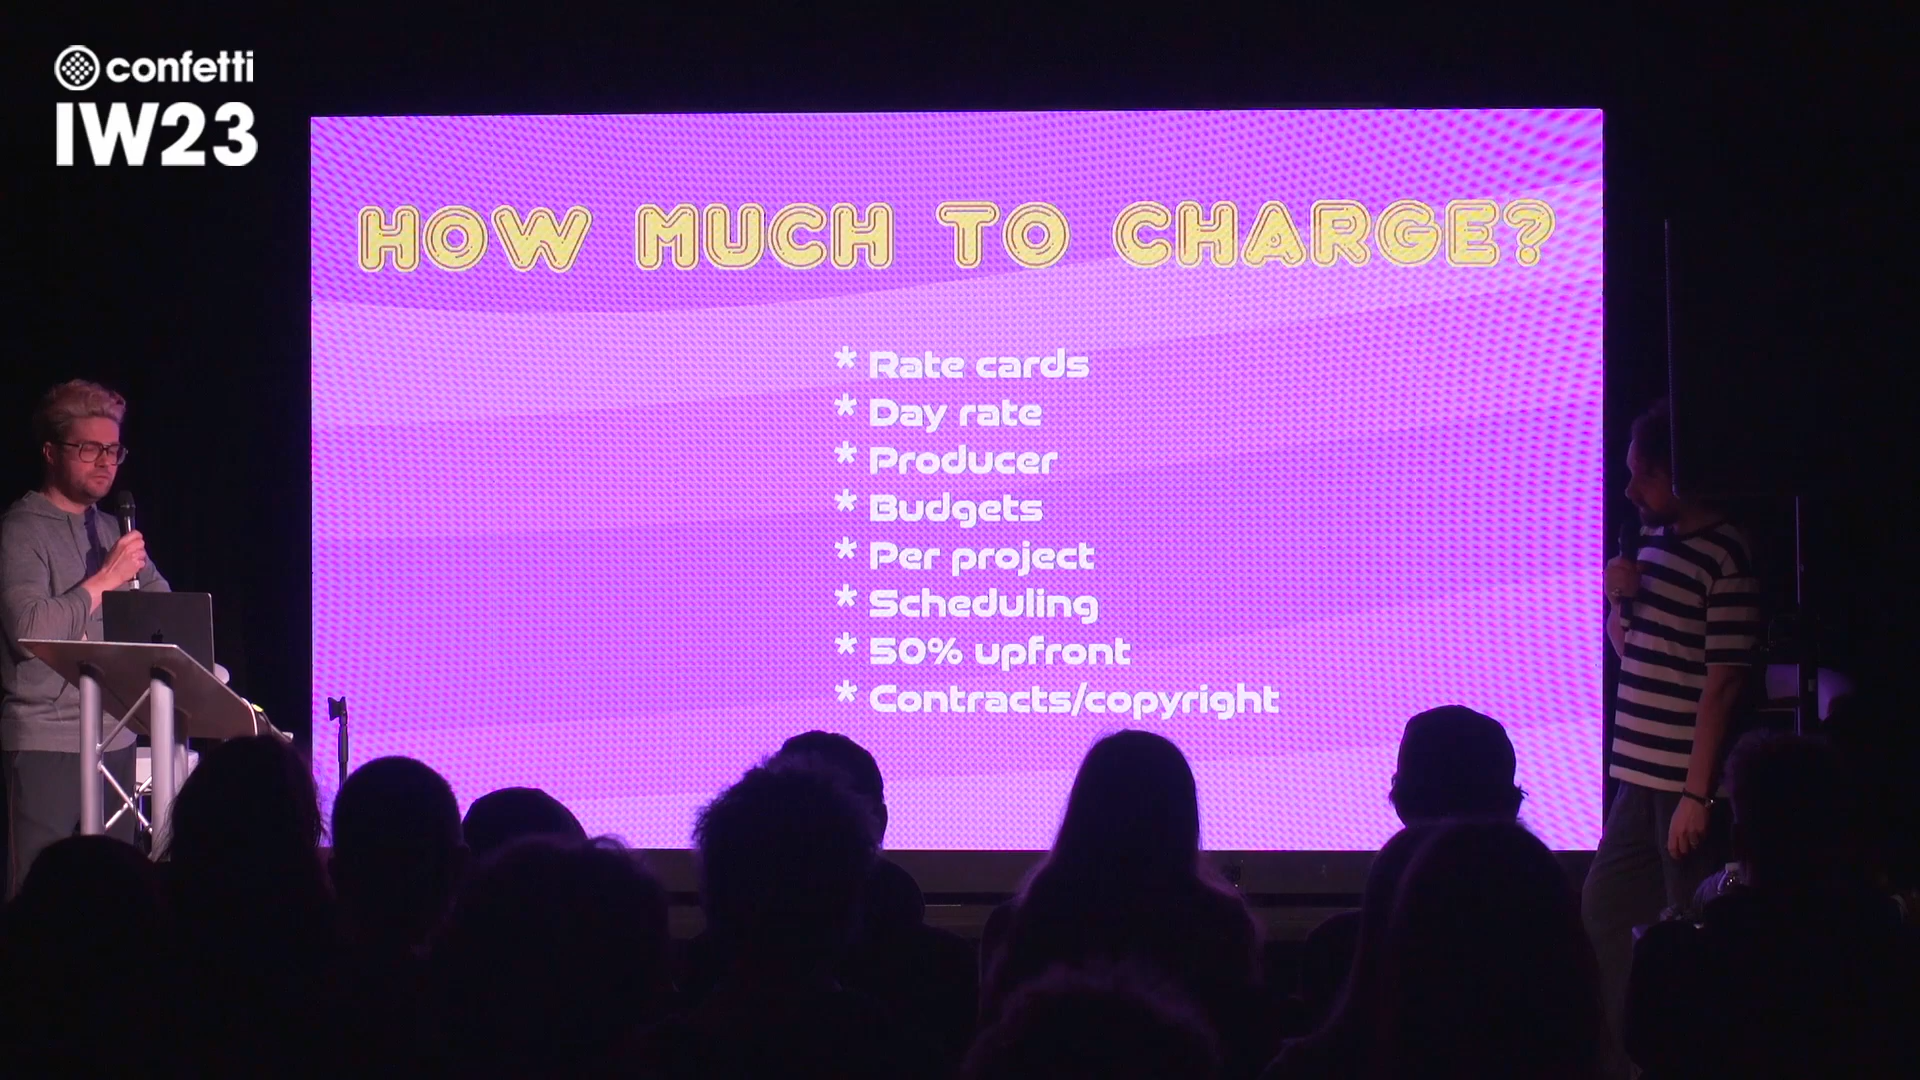 confetti
IW23
HOW MUCH TO CHARGE?
* Rate cards
* Day rate
* Producer
* Budgets
* Per project
* Scheduling
* 50% upfront
* Contracts/copyright